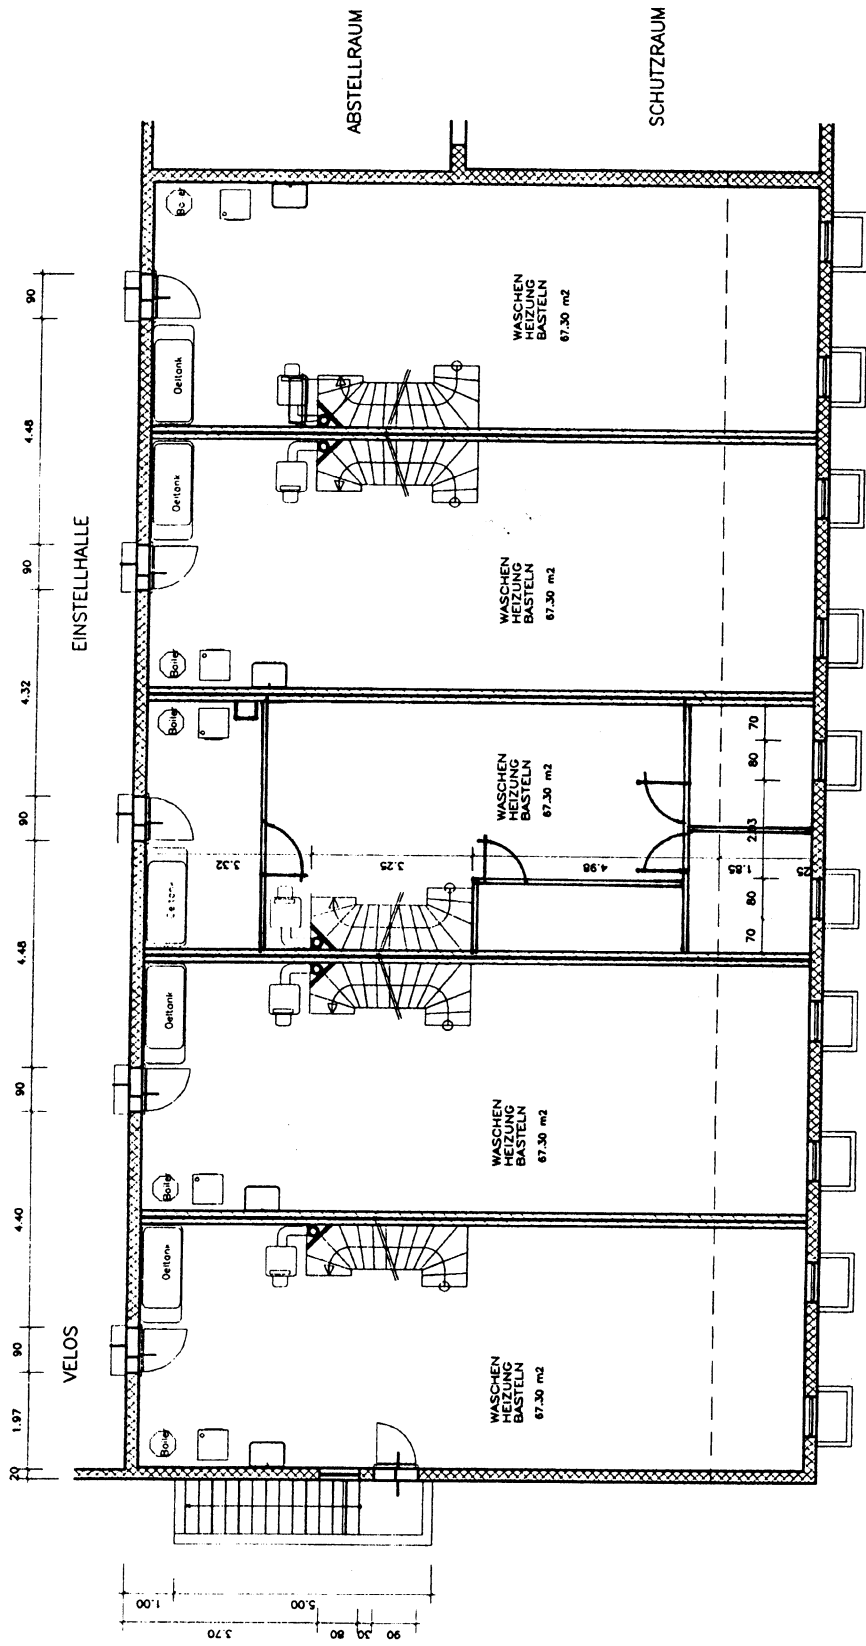 20
1.97
90
4.40
90
4.48
90
4.32
90
4.48
90
VELOS
EINSTELLHALLE
ABSTELLRAUM
SCHUTZRAUM
Boiler
Oeltank
Boiler
Oeltank
Boiler
Boiler
Oeltank
Oeltank
WASCHEN
HEIZUNG
BASTELN
67.30 m2
WASCHEN
HEIZUNG
BASTELN
67.30 m2
WASCHEN
HEIZUNG
BASTELN
67.30 m2
WASCHEN
HEIZUNG
BASTELN
67.30 m2
WASCHEN
HEIZUNG
BASTELN
67.30 m2
3.32
3.25
4.98
1.85
25
70
80
2.03
80
70
1.00
5.00
3.70
80
30
90